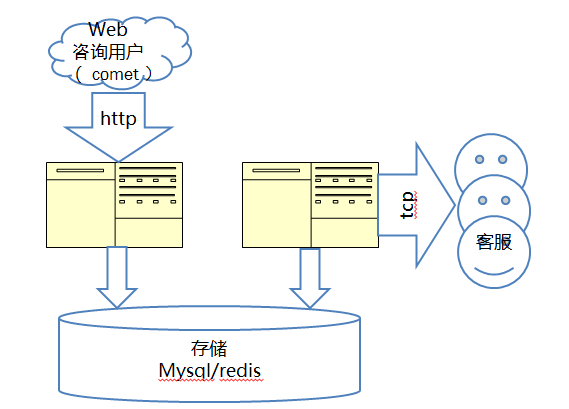 Web
咨询用户
（ comet ）
http
tcp
客服
存储
Mysql/redis